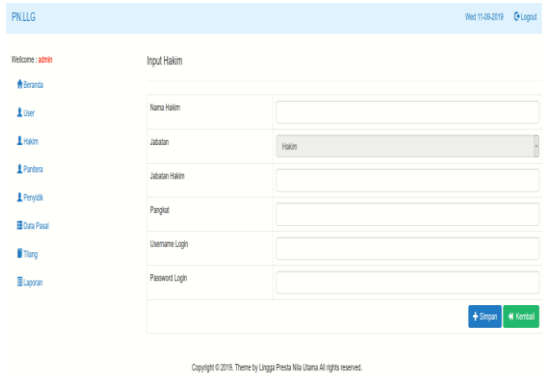 PN.LLG
Wed 11-09-2019 Logout
Welcome : admin
Beranda
User
Hakim
Panitera
Penyidik
Data Pasal
Tilang
Laporan
Input Hakim
Nama Hakim
Jabatan
Hakim
Jabatan Hakim
Pangkat
Username Login
Password Login
Simpan
Kembali
Copyright © 2019. Theme by Lingga Presta Nila Utama All rights reserved.